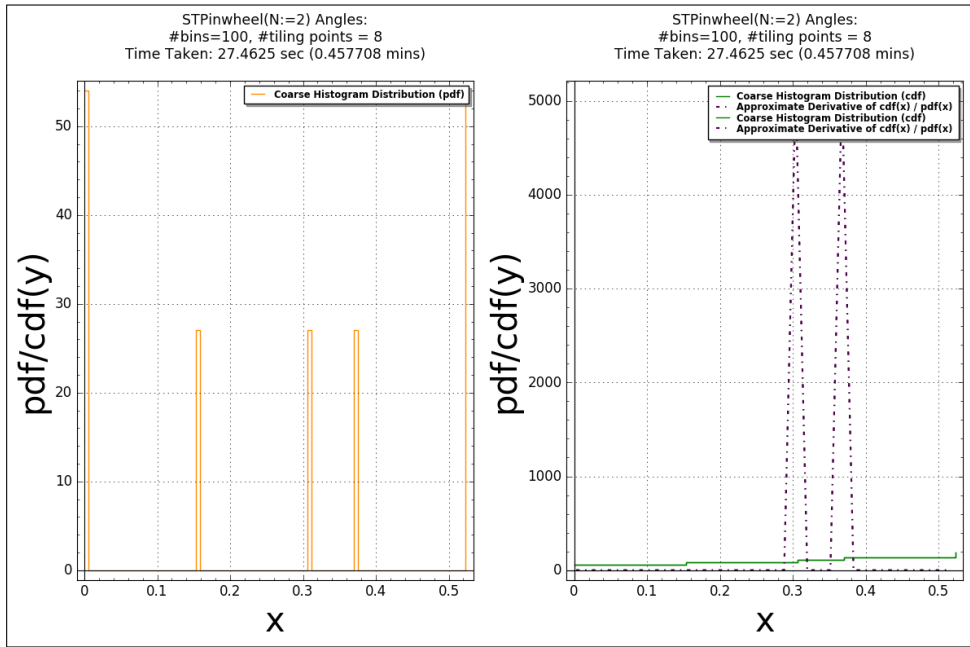 STPinwheel(N:=2) Angles:
#bins=100, #tiling points = 8
Time Taken: 27.4625 sec (0.457708 mins)
Coarse Histogram Distribution (pdf)
50
40
30
20
10
0
pdf/cdf(y)
0.0
0.1
0.2
0.3
0.4
0.5
x
STPinwheel(N:=2) Angles:
#bins=100, #tiling points = 8
Time Taken: 27.4625 sec (0.457708 mins)
Coarse Histogram Distribution (cdf)
Approximate Derivative of cdf(x) / pdf(x)
Coarse Histogram Distribution (cdf)
Approximate Derivative of cdf(x) / pdf(x)
5000
4000
3000
2000
1000
0
pdf/cdf(y)
0.0
0.1
0.2
0.3
0.4
0.5
x